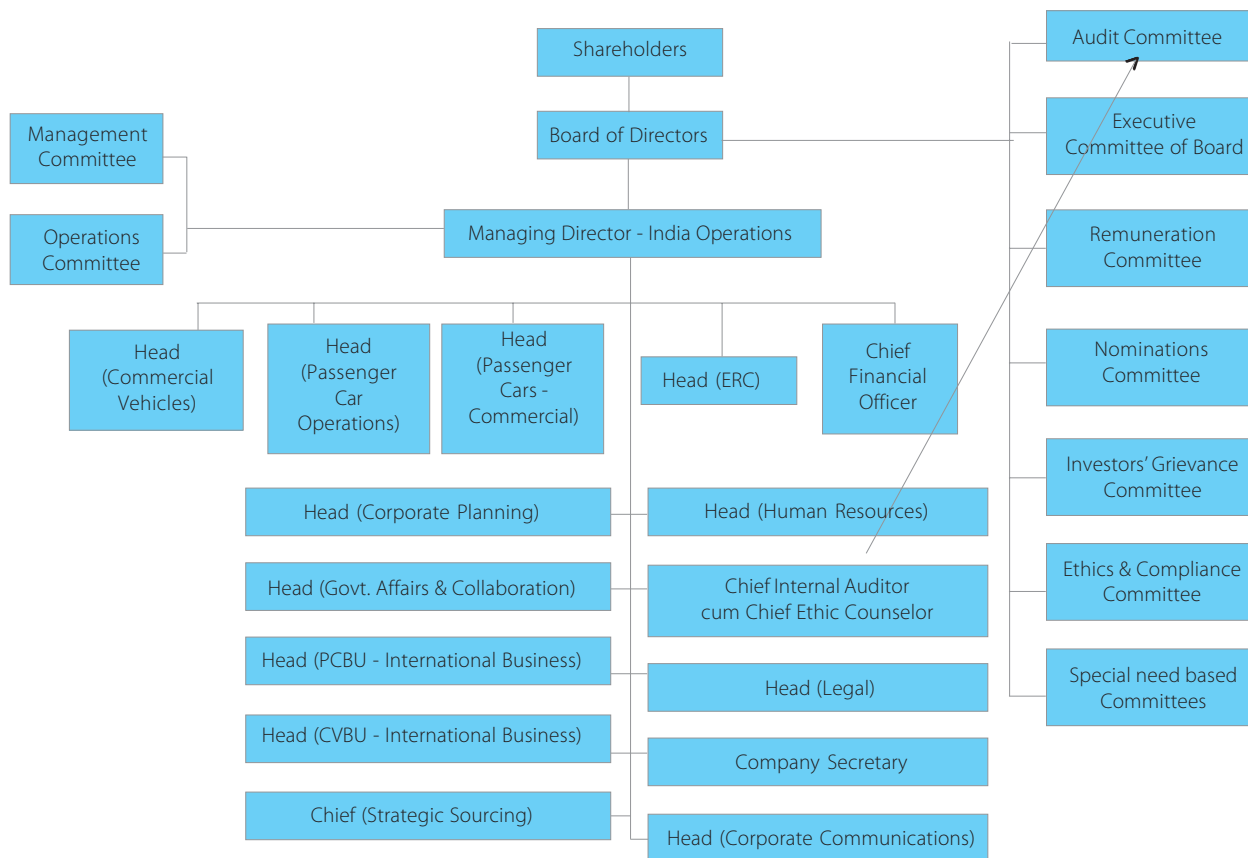 Shareholders
Board of Directors
Management
Committee
Operations
Committee
Managing Director - India Operations
Head
(Commercial
Vehicles)
Head
(Passenger
Car
Operations)
Head
(Passenger
Cars -
Commercial)
Head (ERC)
Chief
Financial
Officer
Head (Corporate Planning)
Head (Human Resources)
Head (Govt. Affairs & Collaboration)
Chief Internal Auditor
cum Chief Ethic Counselor
Head (PCBU - International Business)
Head (Legal)
Head (CVBU - International Business)
Company Secretary
Chief (Strategic Sourcing)
Head (Corporate Communications)
Audit Committee
Executive
Committee of Board
Remuneration
Committee
Nominations
Committee
Investors’ Grievance
Committee
Ethics & Compliance
Committee
Special need based
Committees